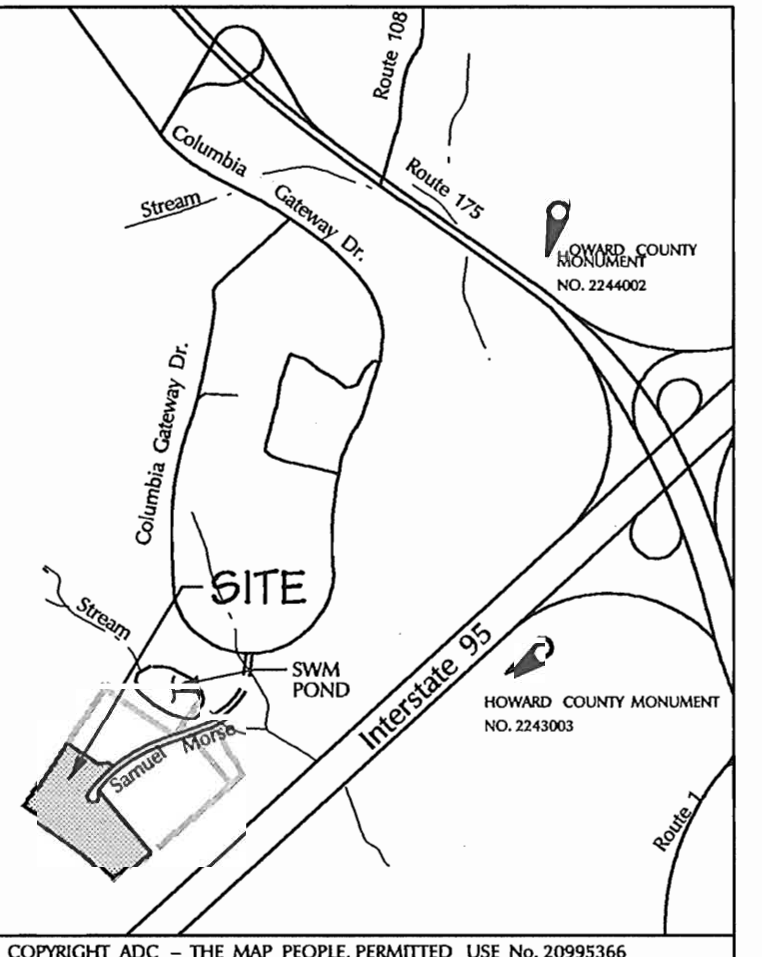 Route 108
Columbia
Gateway Dr.
Route 175
Stream
HOWARD COUNTY
MONUMENT
NO. 2244002
Columbia Gateway Dr.
SITE
Stream
SWM
POND
Interstate 95
HOWARD COUNTY MONUMENT
NO. 2243003
Samuel Morse
Route 1
COPYRIGHT ADC – THE MAP PEOPLE, PERMITTED USE No. 20995366